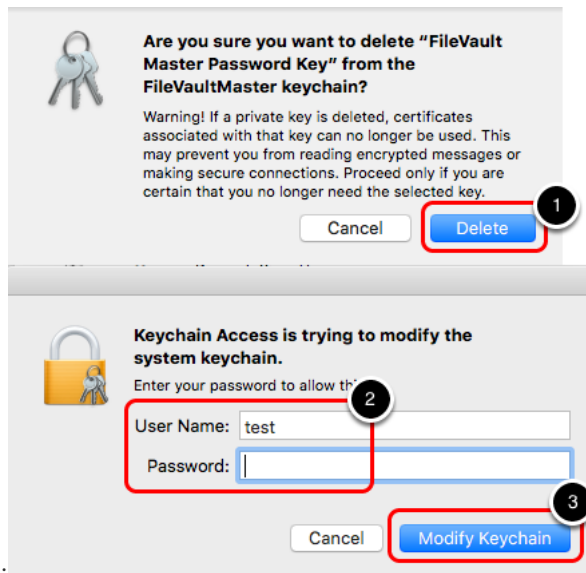 Are you sure you want to delete “FileVault
Master Password Key” from the
FileVaultMaster keychain?
Warning! If a private key is deleted, certificates
associated with that key can no longer be used. This
may prevent you from reading encrypted messages or
making secure connections. Proceed only if you are
certain that you no longer need the selected key.
1
Cancel Delete
Keychain Access is trying to modify the
system keychain.
Enter your password to allow
2
User Name: test
Password:
3
Cancel Modify Keychain
.